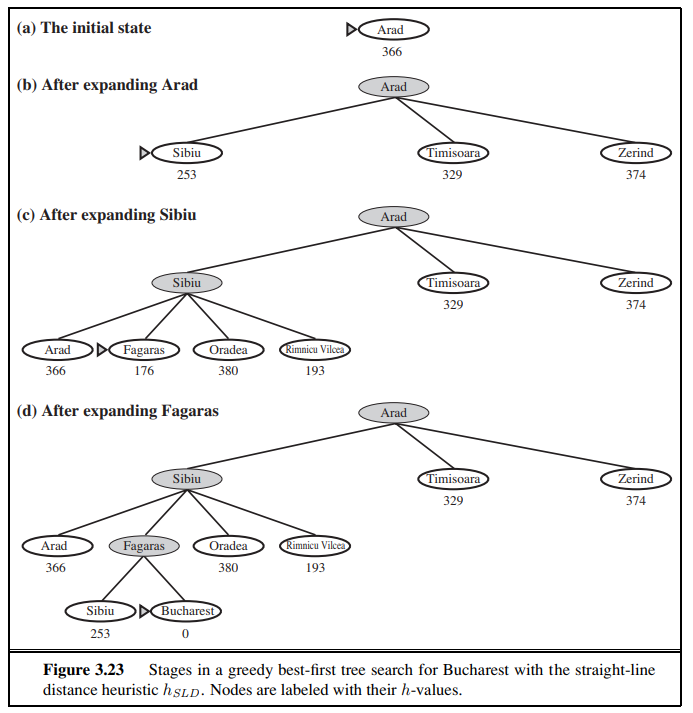 (a) The initial state
Arad
366
(b) After expanding Arad
Arad
Sibiu Timisoara Zerind
253 329 374
(c) After expanding Sibiu
Arad
Sibiu Timisoara Zerind
329 374
Arad Fagaras Oradea Rimnicu Vilcea
366 176 380 193
(d) After expanding Fagaras
Arad
Sibiu Timisoara Zerind
329 374
Arad Fagaras Oradea Rimnicu Vilcea
366 380 193
Sibiu Bucharest
253 0
Figure 3.23 Stages in a greedy best-first tree search for Bucharest with the straight-line
distance heuristic hSLD. Nodes are labeled with their h-values.